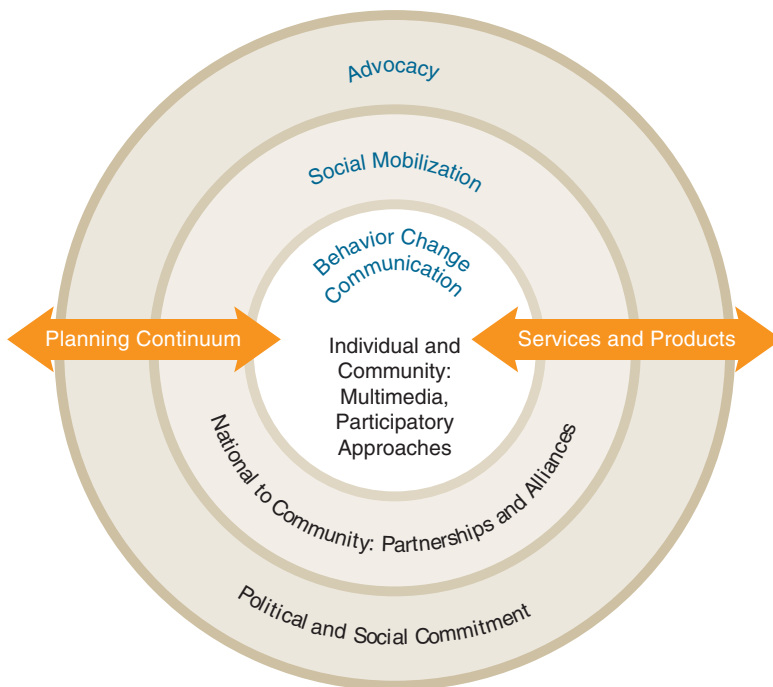 Advocacy
Social Mobilization
Behavior Change
Communication
Planning Continuum
Services and Products
Individual and
Community:
Multimedia,
Participatory
Approaches
National to Community: Partnerships and Alliances
Political and Social Commitment